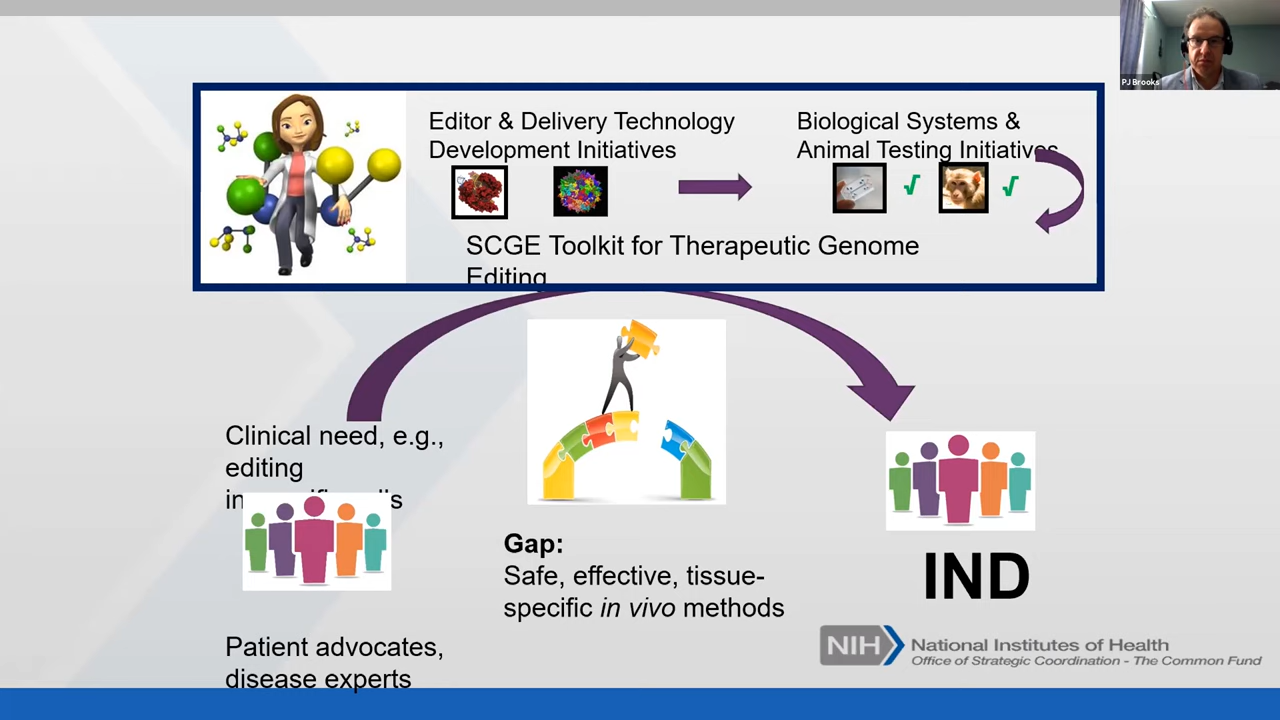 PJ Brooks
Editor & Delivery Technology
Development Initiatives
Biological Systems &
Animal Testing Initiatives
√
√
SCGE Toolkit for Therapeutic Genome
Editing
Clinical need, e.g.,
editing
in
Patient advocates,
disease experts
Gap:
Safe, effective, tissue-
specific in vivo methods
IND
NIH
National Institutes of Health
Office of Strategic Coordination - The Common Fund